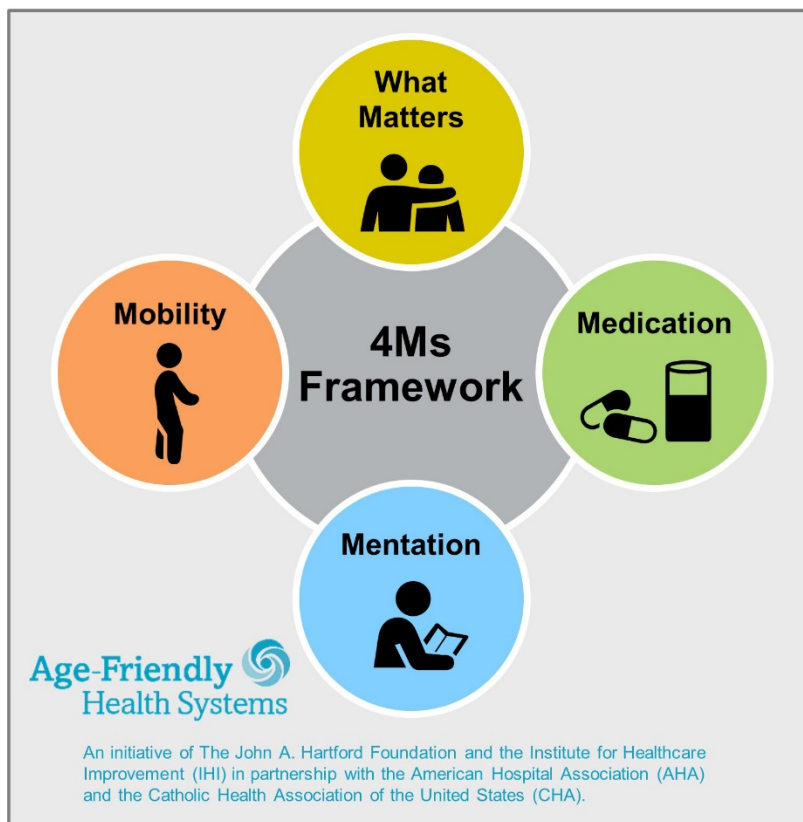 What
Matters
Mobility
4Ms
Framework
Medication
Mentation
Age-Friendly
Health Systems
An initiative of The John A. Hartford Foundation and the Institute for Healthcare
Improvement (IHI) in partnership with the American Hospital Association (AHA)
and the Catholic Health Association of the United States (CHA).